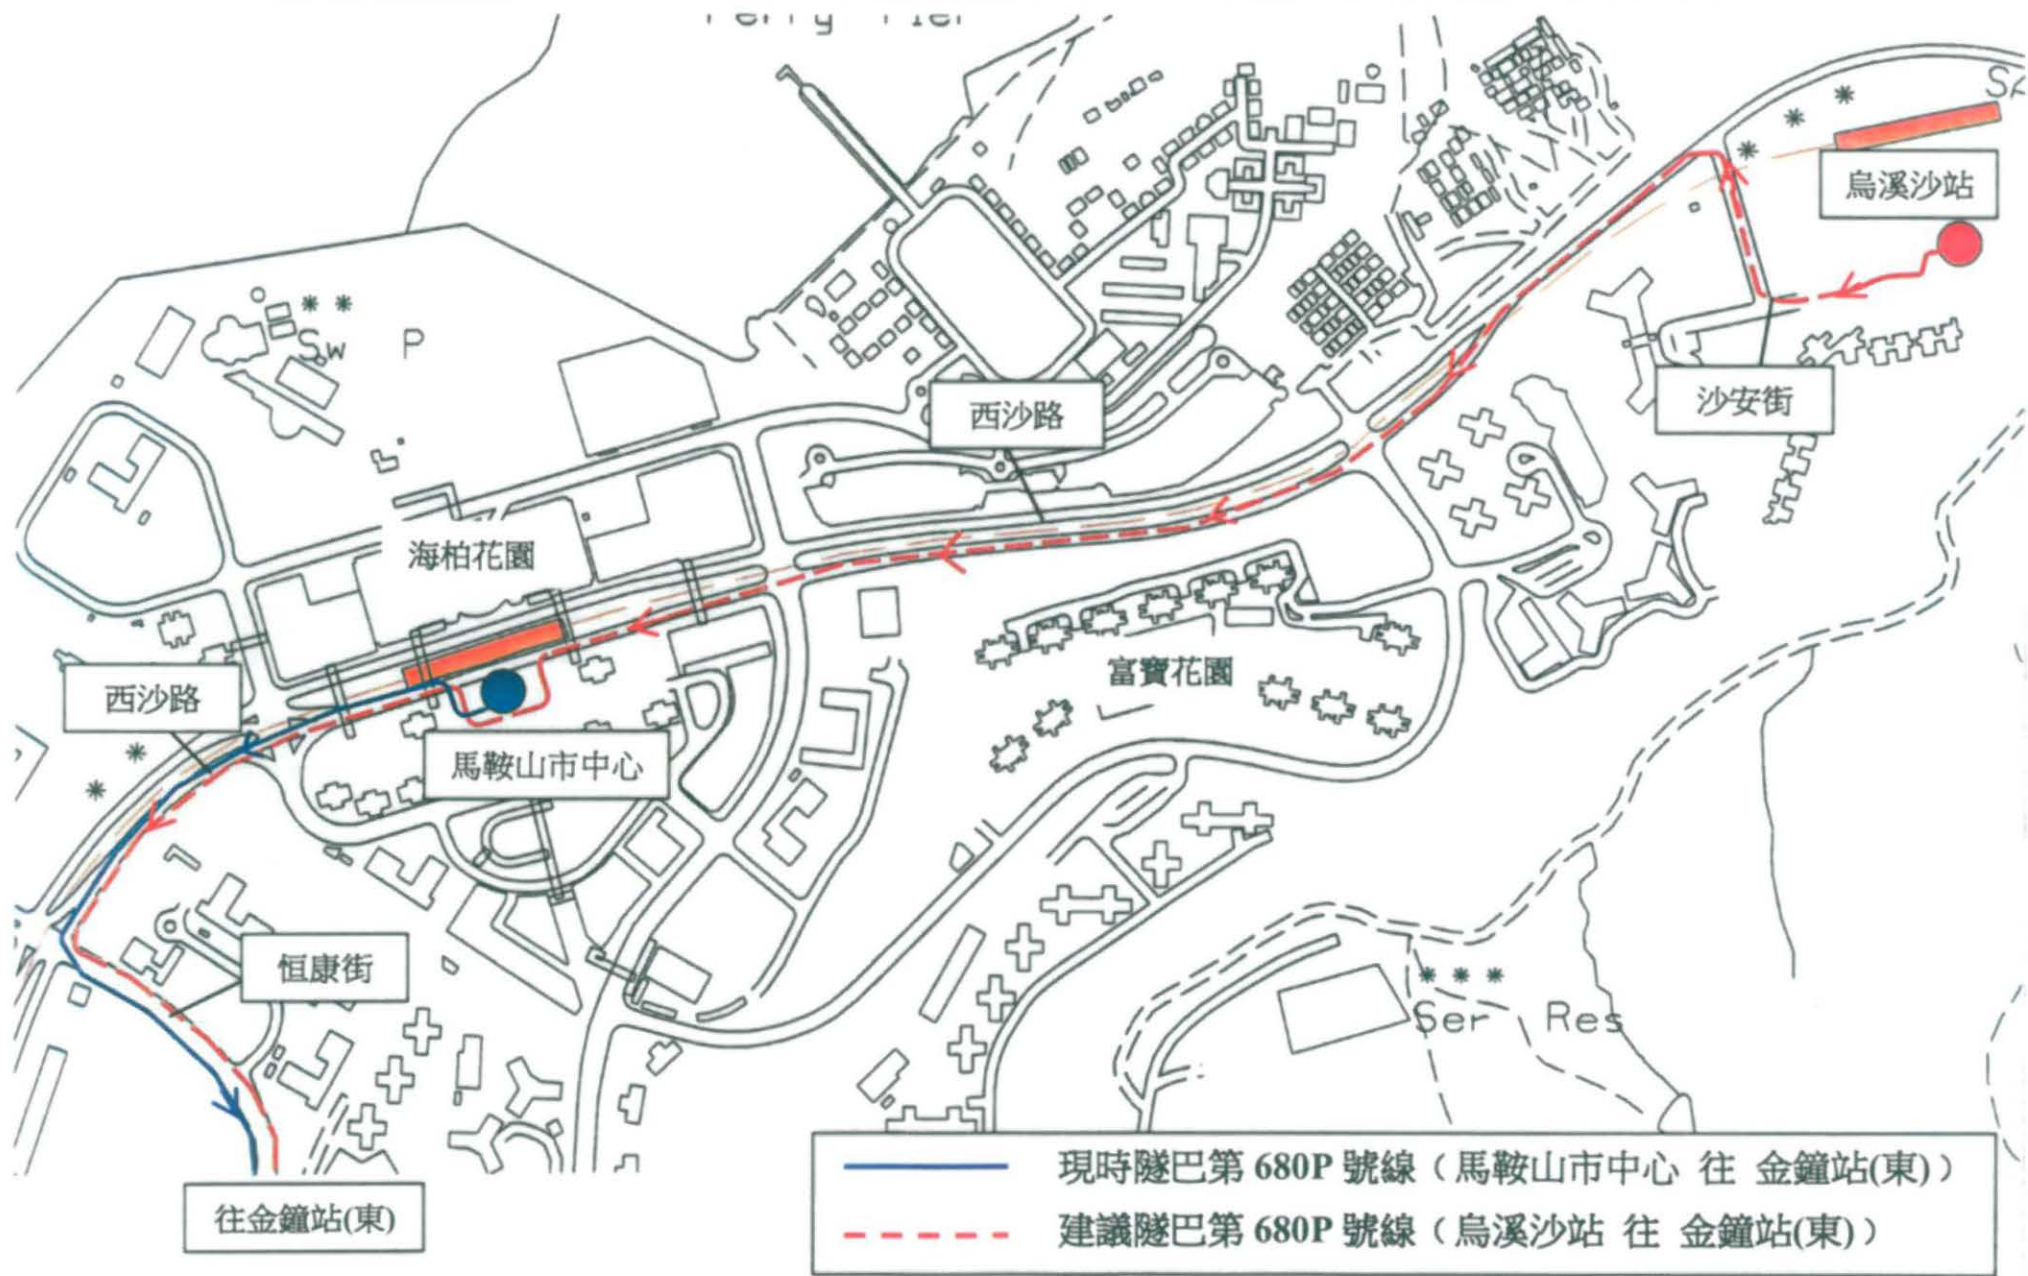 烏溪沙站
沙安街
西沙路
Sw P
海柏花園
富寶花園
西沙路
馬鞍山市中心
恒康街
Ser Res
往金鐘站(東)
現時隧巴第 680P 號線（馬鞍山市中心 往 金鐘站(東)）
建議隧巴第 680P 號線（烏溪沙站 往 金鐘站(東)）